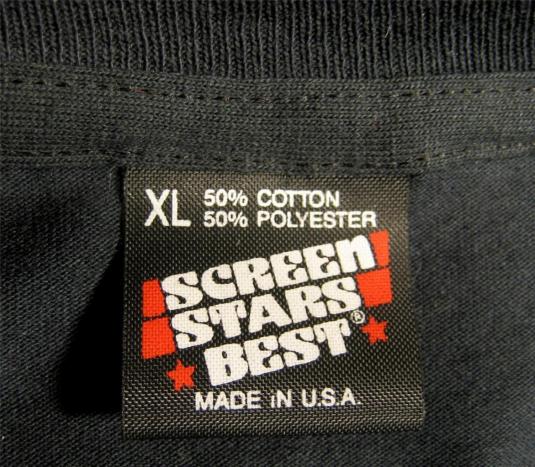 XL 50% COTTON
50% POLYESTER
SCREEN
STARS
BEST®
MADE iN U.S.A.